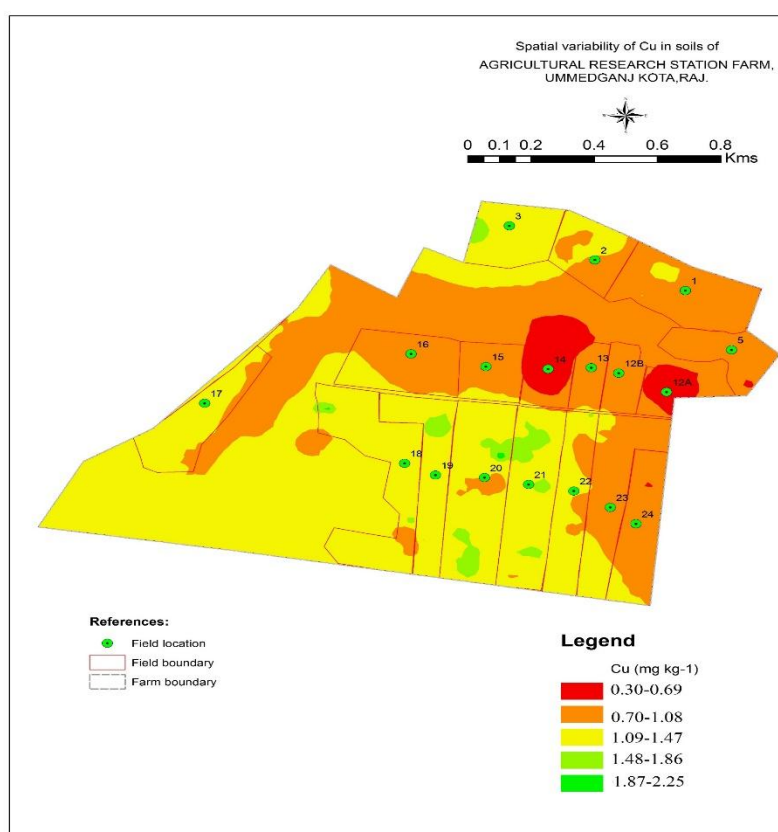 Spatial variability of Cu in soils of
AGRICULTURAL RESEARCH STATION FARM,
UMMEDGANJ KOTA,RAJ.
0 0.1 0.2 0.4 0.6 0.8
Kms
3
2
1
5
16
15
14
13
12B
12A
17
18
19
20
21
22
23
24
References:
Field location
Field boundary
Farm boundary
Legend
Cu (mg kg-1)
0.30-0.69
0.70-1.08
1.09-1.47
1.48-1.86
1.87-2.25